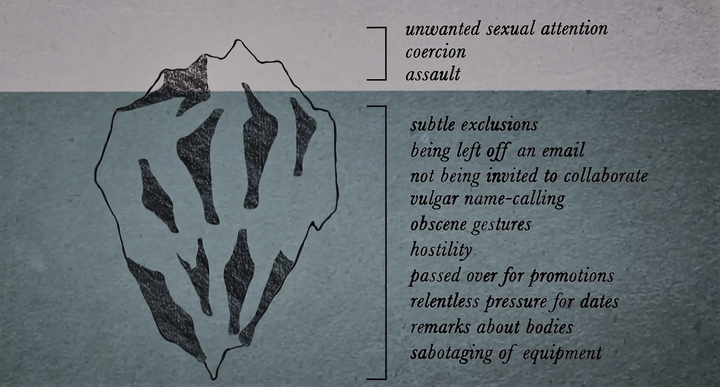 unwanted sexual attention
coercion
assault
subtle exclusions
being left off an email
not being invited to collaborate
vulgar name-calling
obscene gestures
hostility
passed over for promotions
relentless pressure for dates
remarks about bodies
sabotaging of equipment